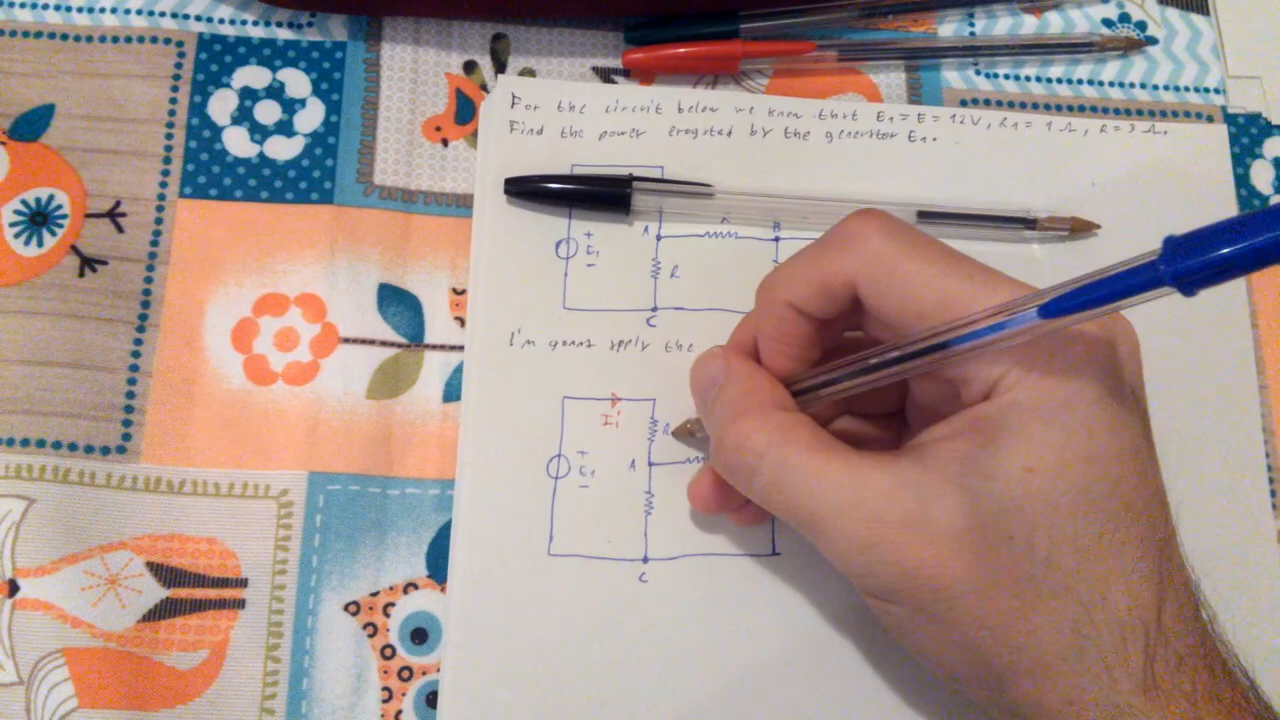 For the circuit below we know that E1 = E = 12V, R1 = 1 Ω, R = 3 Ω.
Find the power erogated by the generator E1.
A
B
+
E1
-
R
C
I'm gonna apply the
I1'
R
+
E1
-
A
C